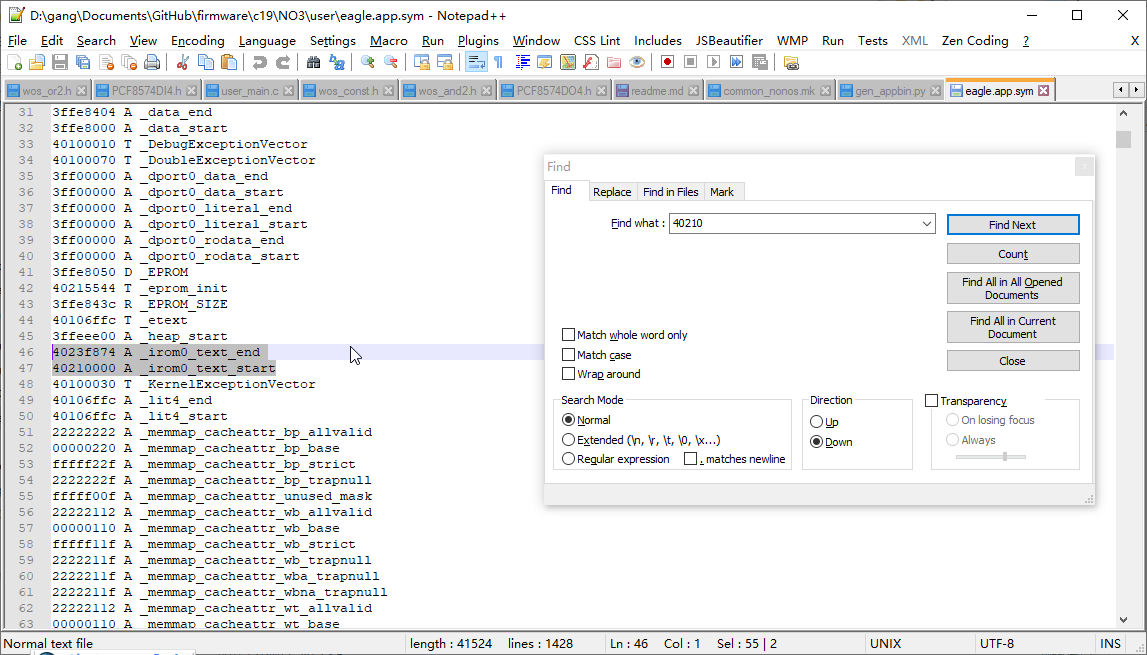 D:\gang\Documents\GitHub\firmware\c19\NO3\user\eagle.app.sym - Notepad++
File Edit Search View Encoding Language Settings Macro Run Plugins Window CSS Lint Includes JSBeautifier WMP Run Tests XML Zen Coding ? X
wos_or2.h PCF8574DI4.h user_main.c wos_const.h wos_and2.h PCF8574DO4.h readme.md common_nonos.mk gen_appbin.py eagle.app.sym
31 3ffe8404 A _data_end
32 3ffe8000 A _data_start
33 40100010 T _DebugExceptionVector
34 40100070 T _DoubleExceptionVector
35 3ff00000 A _dport0_data_end
36 3ff00000 A _dport0_data_start
37 3ff00000 A _dport0_literal_end
38 3ff00000 A _dport0_literal_start
39 3ff00000 A _dport0_rodata_end
40 3ff00000 A _dport0_rodata_start
41 3ffe8050 D _EPROM
42 40215544 T _eprom_init
43 3ffe843c R _EPROM_SIZE
44 40106ffc T _etext
45 3ffeee00 A _heap_start
46 4023f874 A _irom0_text_end
47 40210000 A _irom0_text_start
48 40100030 T _KernelExceptionVector
49 40106ffc A _lit4_end
50 40106ffc A _lit4_start
51 22222222 A _memmap_cacheattr_bp_allvalid
52 00000220 A _memmap_cacheattr_bp_base
53 fffff22f A _memmap_cacheattr_bp_strict
54 2222222f A _memmap_cacheattr_bp_trapnull
55 fffff00f A _memmap_cacheattr_unused_mask
56 22222112 A _memmap_cacheattr_wb_allvalid
57 00000110 A _memmap_cacheattr_wb_base
58 fffff11f A _memmap_cacheattr_wb_strict
59 2222211f A _memmap_cacheattr_wb_trapnull
60 2222211f A _memmap_cacheattr_wba_trapnull
61 2222211f A _memmap_cacheattr_wbna_trapnull
62 22222112 A _memmap_cacheattr_wt_allvalid
63 00000110 A _memmap_cacheattr_wt_base
Find
Find Replace Find in Files Mark
Find what : 40210
Find Next
Count
Find All in All Opened
Documents
Find All in Current
Document
Close
Match whole word only
Match case
Wrap around
Search Mode
Normal
Extended (\n, \r, \t, \0, \x...)
Regular expression . matches newline
Direction
Up
Down
Transparency
On losing focus
Always
Normal text file length : 41524 lines : 1428 Ln : 46 Col : 1 Sel : 55 | 2 UNIX UTF-8 INS